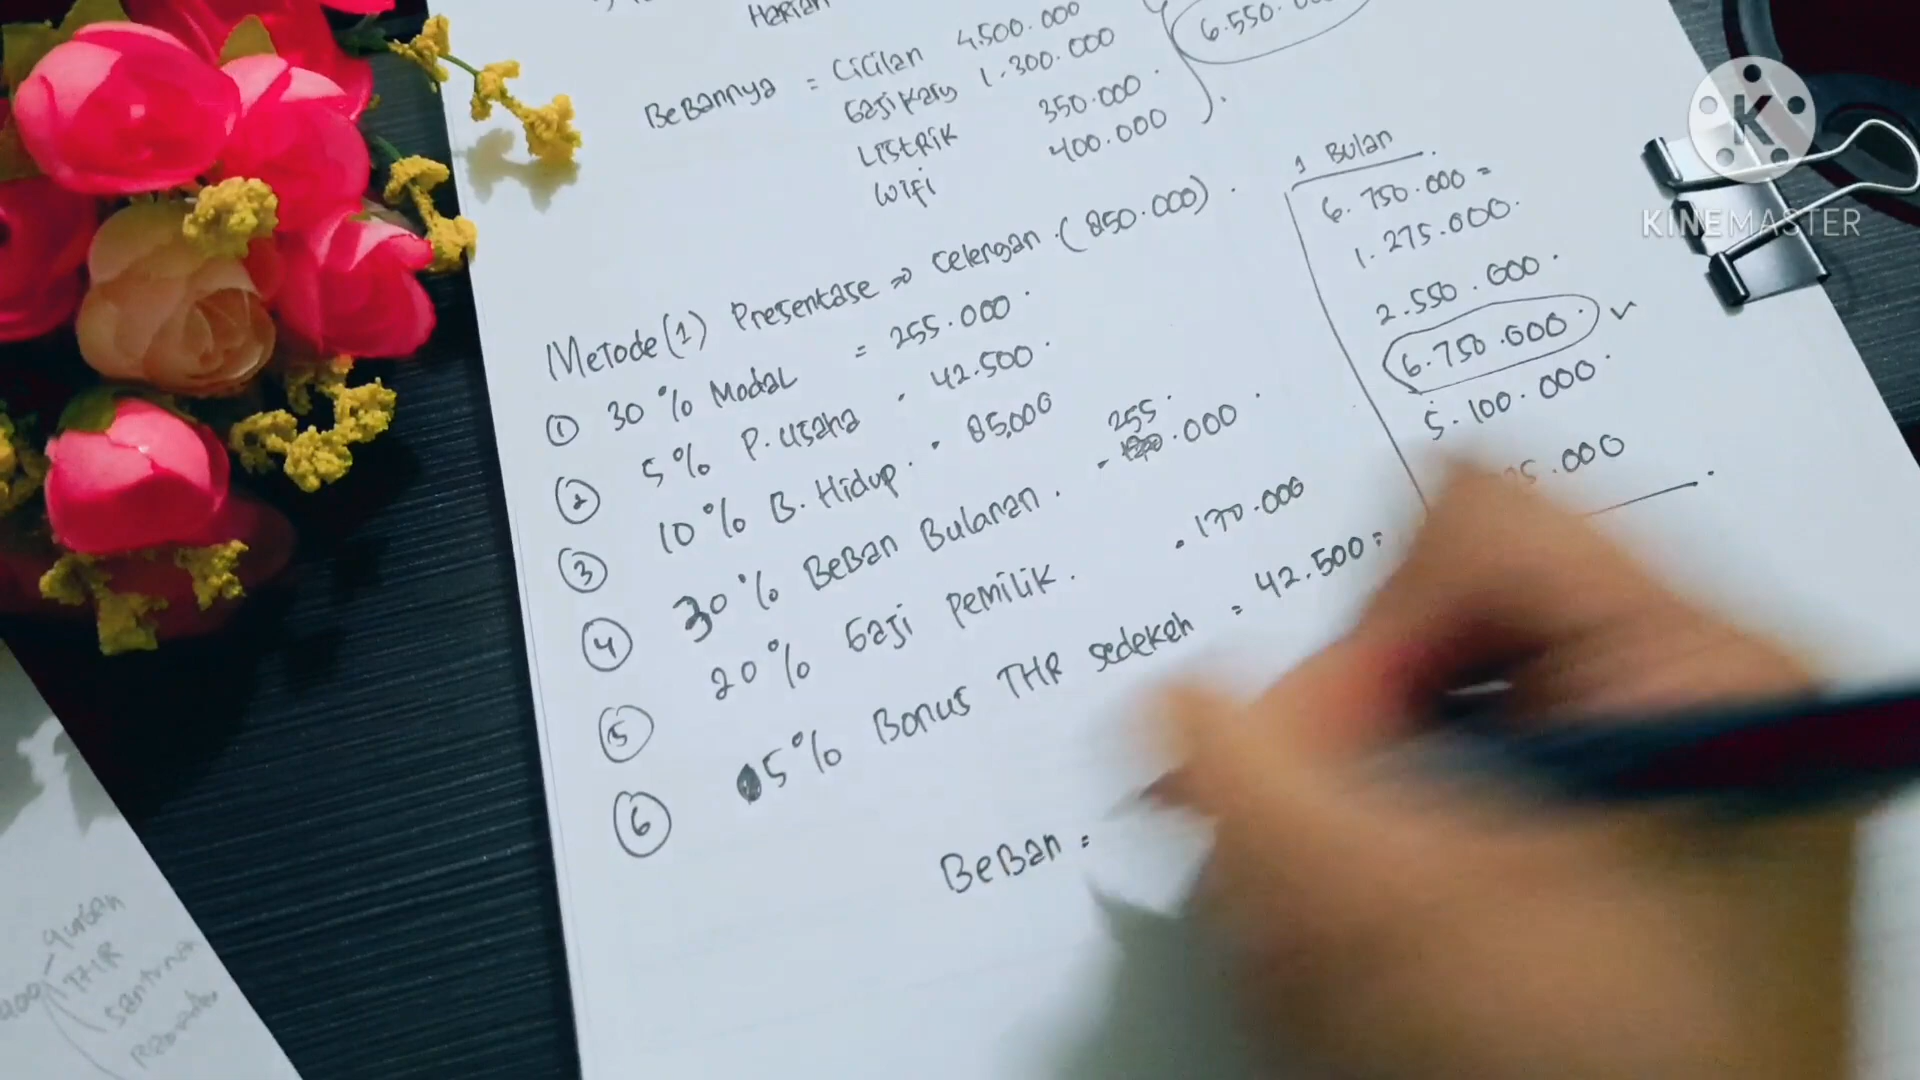 Harian
BeBannya = Cicilan 4.500.000
Gaji Kary 1.300.000
Listrik 350.000
Wifi 400.000
6.550.
Metode (1) Presentase => Celengan (850.000)
① 30% Modal = 255.000
② 5% P. Usaha 42.500
③ 10% B. Hidup 85.000
④ 30% BeBan Bulanan 255.000
⑤ 20% Gaji Pemilik 170.000
⑥ 5% Bonus THR sedekah = 42.500 =
BeBan =
1 Bulan
6.750.000 =
1.275.000
2.550.000
6.750.000 ✓
5.100.000
5.000
THR
K
KINEMASTER